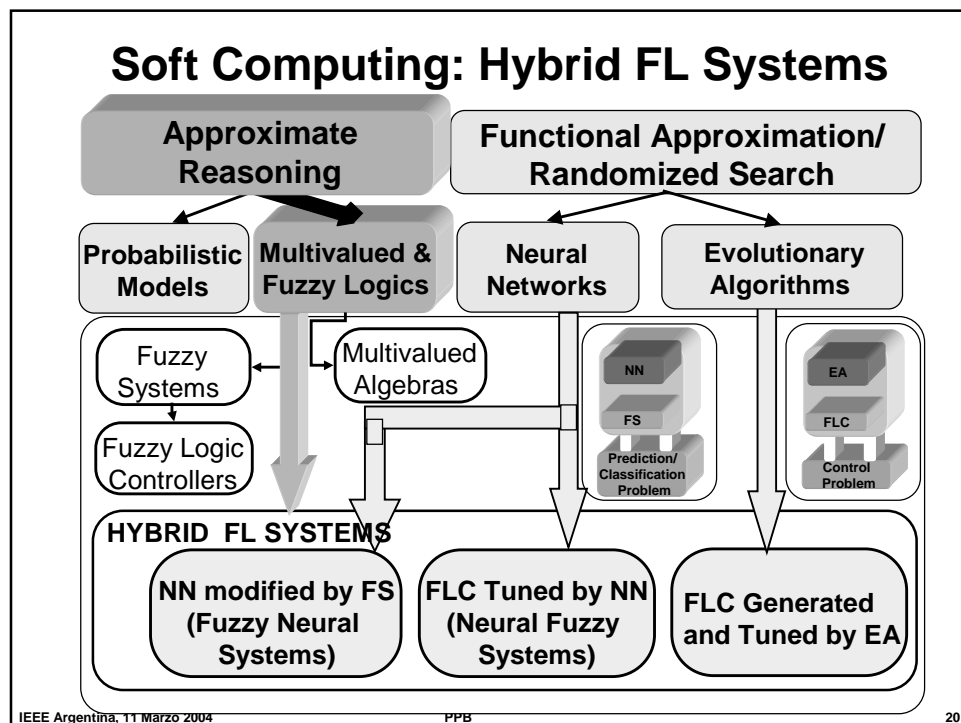 Soft Computing: Hybrid FL Systems
Approximate
Reasoning
Functional Approximation/
Randomized Search
Probabilistic
Models
Multivalued &
Fuzzy Logics
Neural
Networks
Evolutionary
Algorithms
Fuzzy
Systems
Multivalued
Algebras
Fuzzy Logic
Controllers
NN
FS
Prediction/
Classification
Problem
EA
FLC
Control
Problem
HYBRID FL SYSTEMS
NN modified by FS
(Fuzzy Neural
Systems)
FLC Tuned by NN
(Neural Fuzzy
Systems)
FLC Generated
and Tuned by EA
IEEE Argentina, 11 Marzo 2004
PPB
20